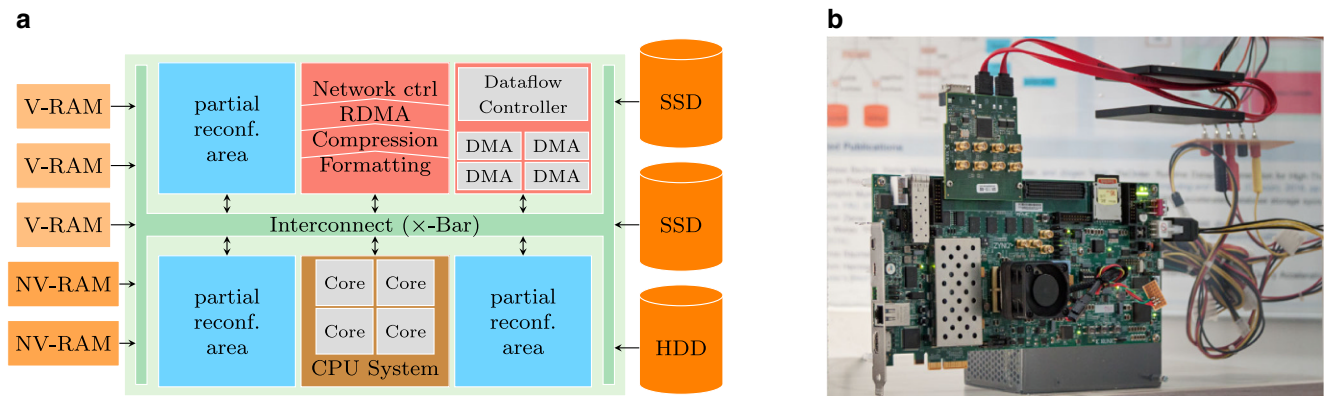 a
b
V-RAM
V-RAM
V-RAM
NV-RAM
NV-RAM
partial
reconf.
area
Network ctrl
RDMA
Compression
Formatting
Dataflow
Controller
DMA
DMA
DMA
DMA
Interconnect (×-Bar)
partial
reconf.
area
Core
Core
Core
Core
CPU System
partial
reconf.
area
SSD
SSD
HDD
ZYNQ